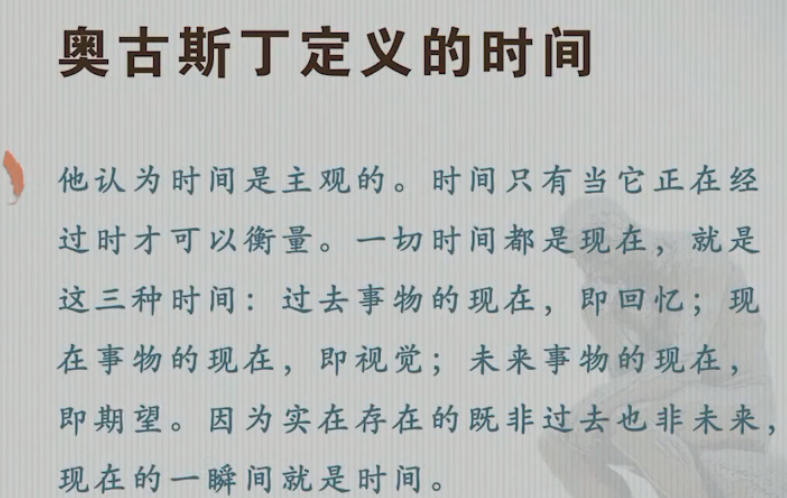 奥古斯丁定义的时间
他认为时间是主观的。时间只有当它正在经
过时才可以衡量。一切时间都是现在，就是
这三种时间：过去事物的现在，即回忆；现
在事物的现在，即视觉；未来事物的现在，
即期望。因为实在存在的既非过去也非未来，
现在的一瞬间就是时间。